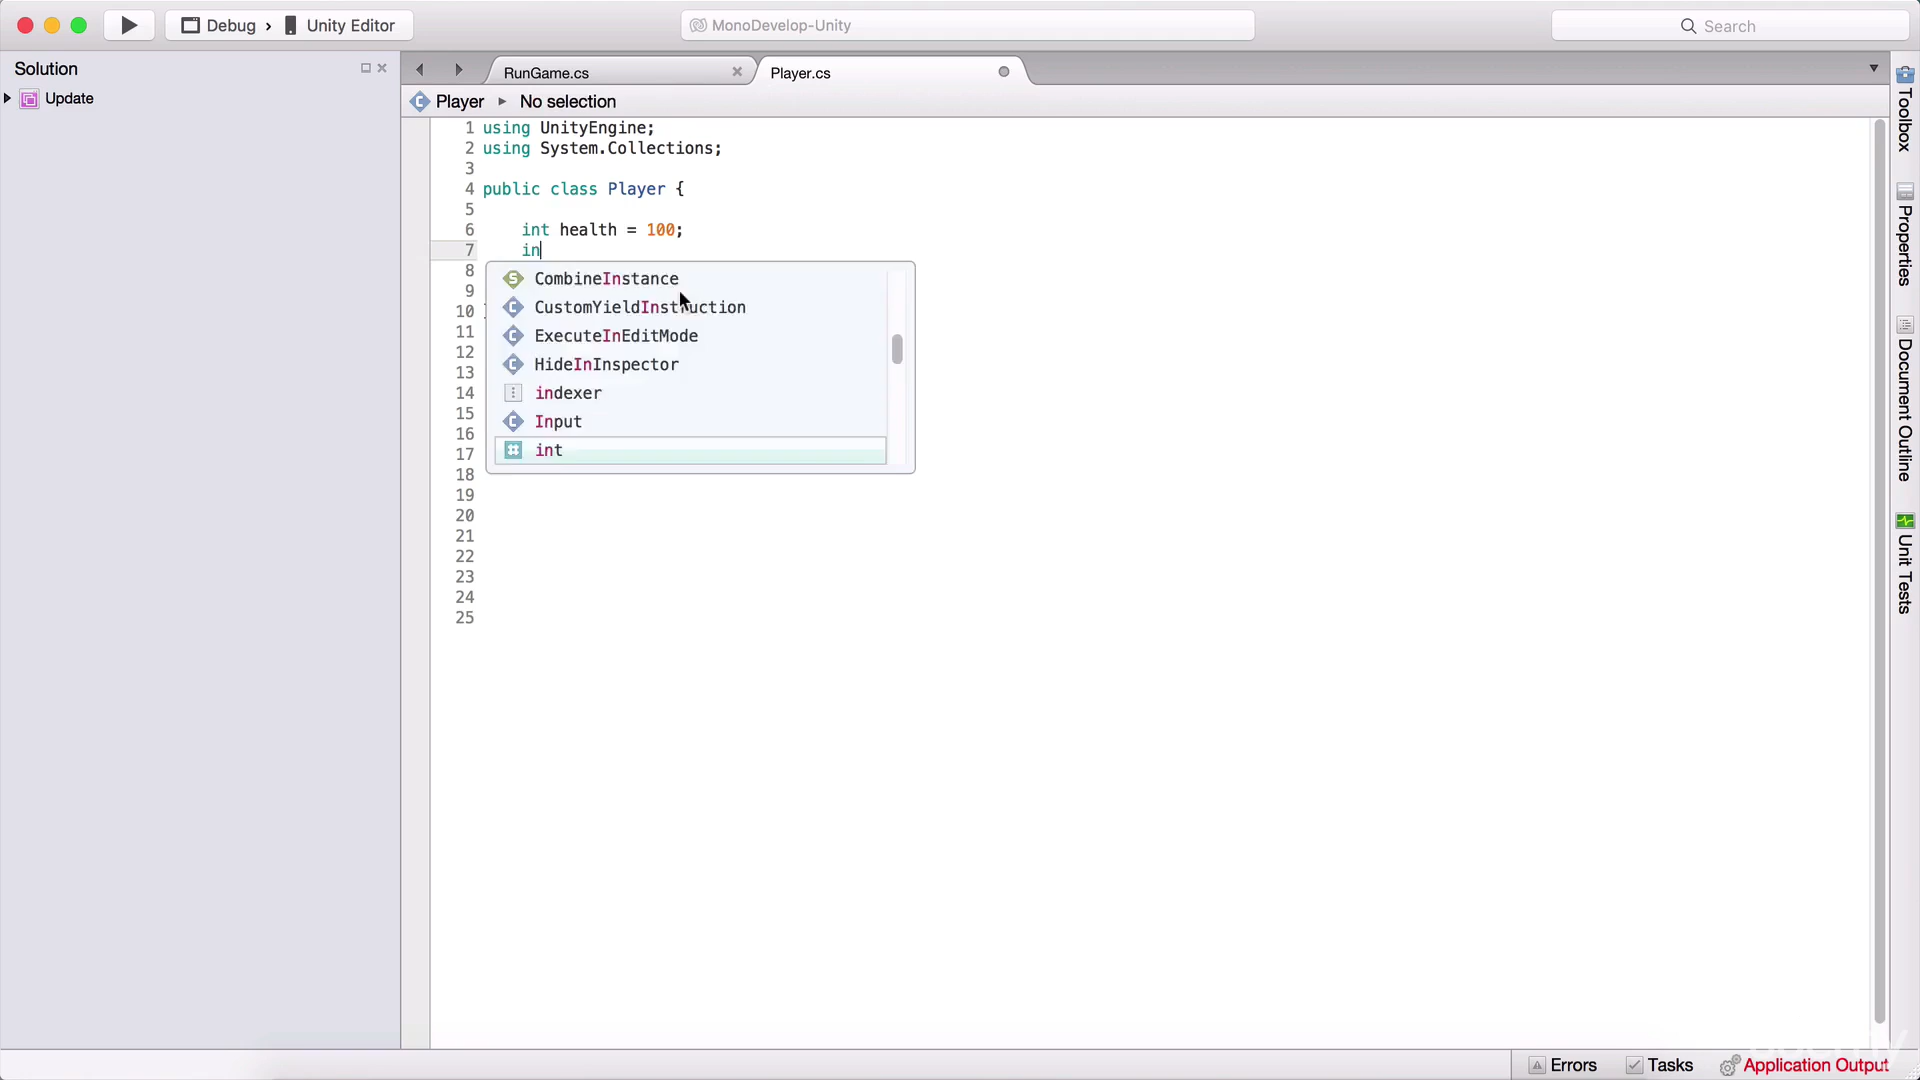 Debug › Unity Editor
MonoDevelop-Unity
Search
Solution
Update
RunGame.cs
Player.cs
Player ▸ No selection
1 using UnityEngine;
2 using System.Collections;
3
4 public class Player {
5
6 int health = 100;
7 in
8
9
10
11
12
13
14
15
16
17
18
19
20
21
22
23
24
25
CombineInstance
CustomYieldInstruction
ExecuteInEditMode
HideInInspector
indexer
Input
int
Toolbox
Properties
Document Outline
Unit Tests
Errors
Tasks
Application Output